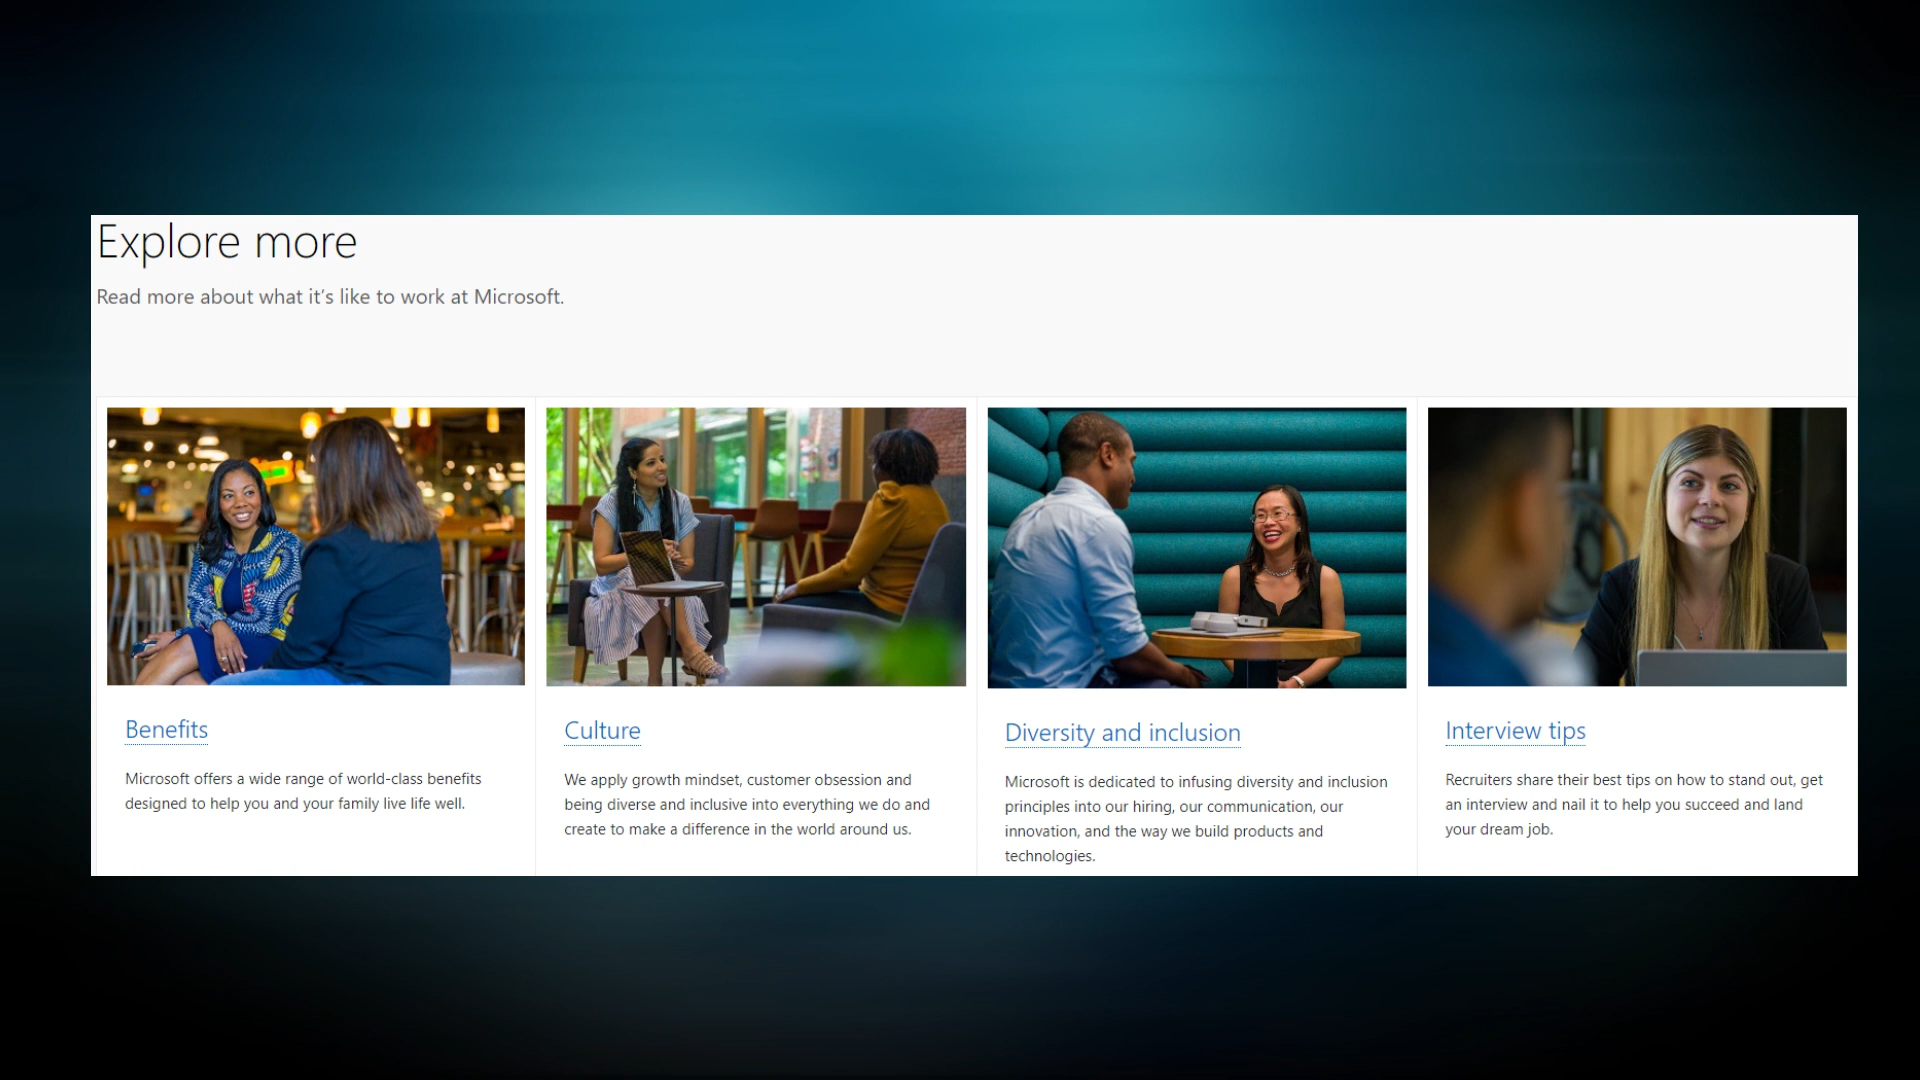 Explore more
Read more about what it’s like to work at Microsoft.
Benefits
Microsoft offers a wide range of world-class benefits
designed to help you and your family live life well.
Culture
We apply growth mindset, customer obsession and
being diverse and inclusive into everything we do and
create to make a difference in the world around us.
Diversity and inclusion
Microsoft is dedicated to infusing diversity and inclusion
principles into our hiring, our communication, our
innovation, and the way we build products and
technologies.
Interview tips
Recruiters share their best tips on how to stand out, get
an interview and nail it to help you succeed and land
your dream job.